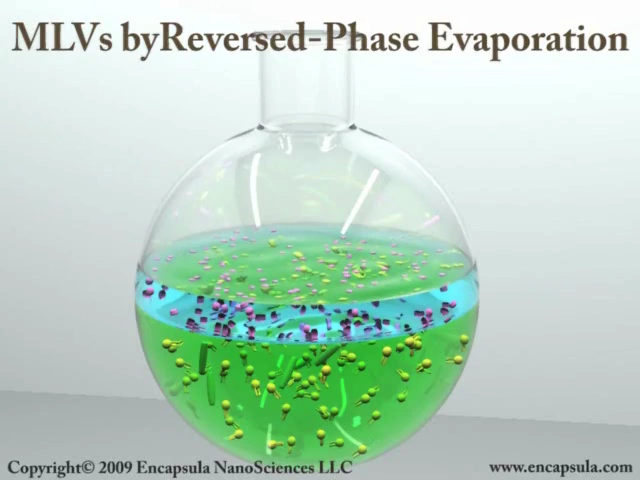 MLVs byReversed-Phase Evaporation
Copyright© 2009 Encapsula NanoSciences LLC
www.encapsula.com